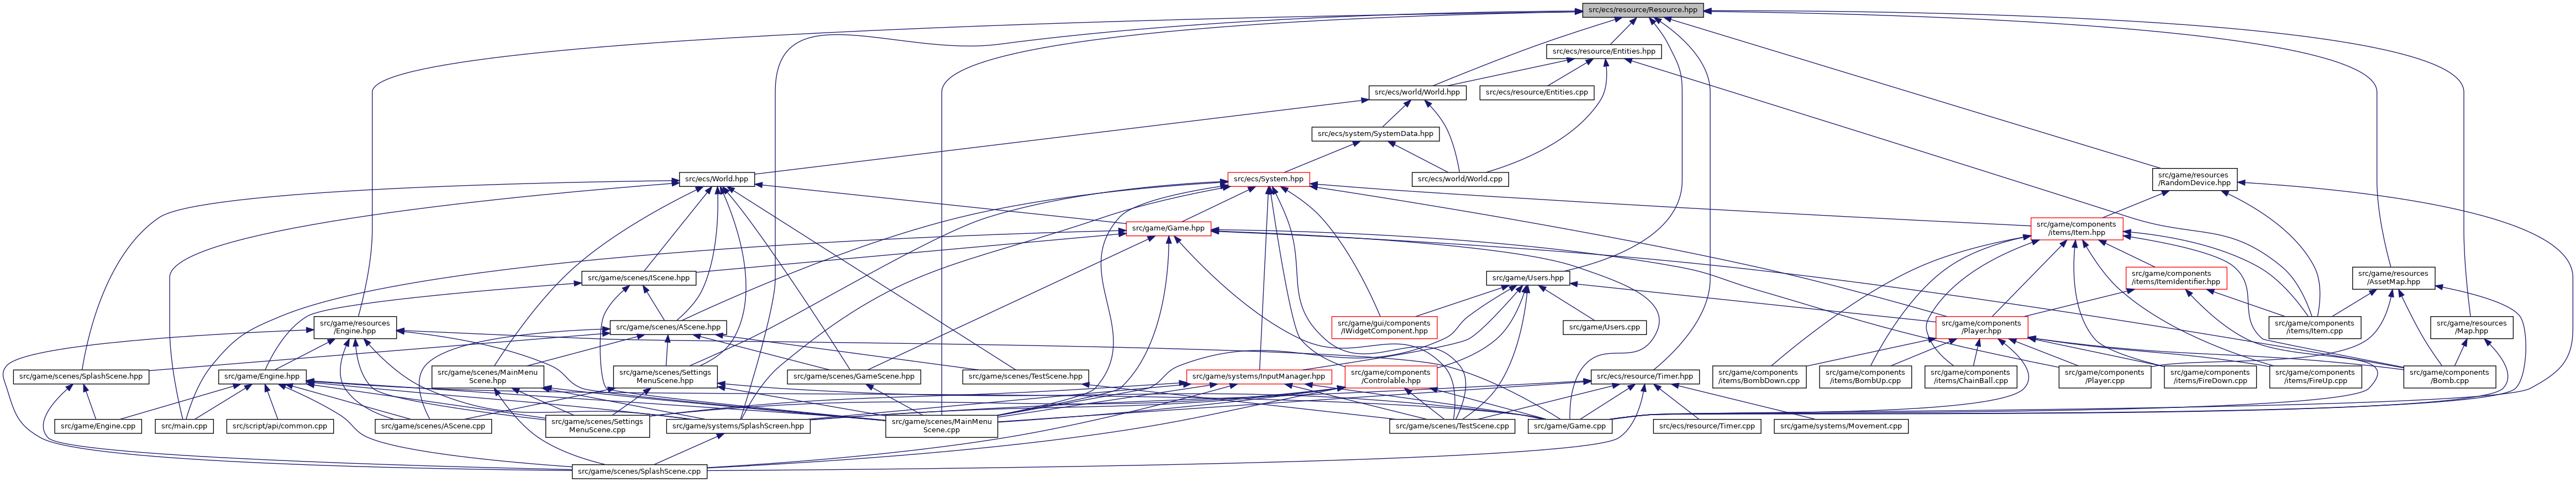 src/ecs/resource/Resource.hpp
src/ecs/resource/Entities.hpp
src/ecs/world/World.hpp
src/ecs/resource/Entities.cpp
src/ecs/system/SystemData.hpp
src/ecs/World.hpp
src/ecs/System.hpp
src/ecs/world/World.cpp
src/game/resources
/RandomDevice.hpp
src/game/Game.hpp
src/game/components
/items/Item.hpp
src/game/scenes/IScene.hpp
src/game/Users.hpp
src/game/components
/items/ItemIdentifier.hpp
src/game/resources
/AssetMap.hpp
src/game/resources
/Engine.hpp
src/game/scenes/AScene.hpp
src/game/gui/components
/IWidgetComponent.hpp
src/game/Users.cpp
src/game/components
/Player.hpp
src/game/components
/items/Item.cpp
src/game/resources
/Map.hpp
src/game/scenes/SplashScene.hpp
src/game/Engine.hpp
src/game/scenes/MainMenu
Scene.hpp
src/game/scenes/Settings
MenuScene.hpp
src/game/scenes/GameScene.hpp
src/game/scenes/TestScene.hpp
src/game/systems/InputManager.hpp
src/game/components
/Controlable.hpp
src/ecs/resource/Timer.hpp
src/game/components
/items/BombDown.cpp
src/game/components
/items/BombUp.cpp
src/game/components
/items/ChainBall.cpp
src/game/components
/Player.cpp
src/game/components
/items/FireDown.cpp
src/game/components
/items/FireUp.cpp
src/game/components
/Bomb.cpp
src/game/Engine.cpp
src/main.cpp
src/script/api/common.cpp
src/game/scenes/AScene.cpp
src/game/scenes/Settings
MenuScene.cpp
src/game/systems/SplashScreen.hpp
src/game/scenes/MainMenu
Scene.cpp
src/game/scenes/TestScene.cpp
src/game/Game.cpp
src/ecs/resource/Timer.cpp
src/game/systems/Movement.cpp
src/game/scenes/SplashScene.cpp